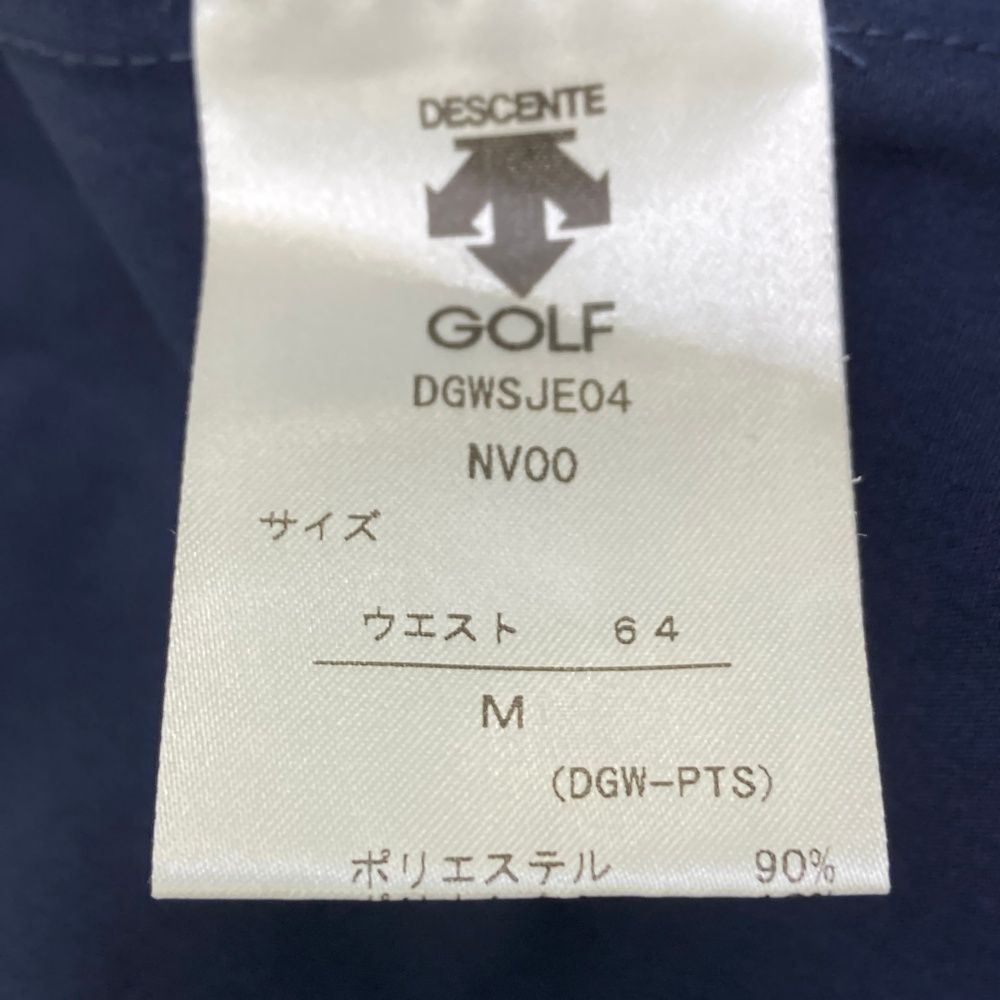 DESCENTE
GOLF
DGWSJE04
NV00
サイズ
ウエスト 64
M
(DGW-PTS)
ポリエステル 90%